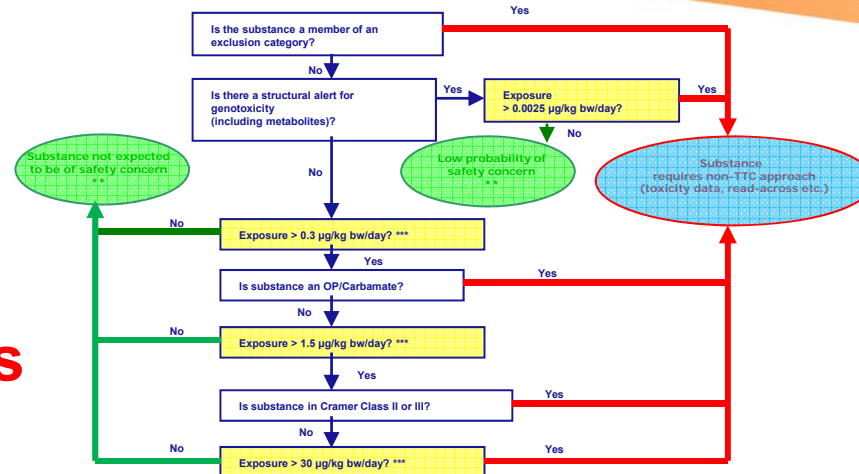 Yes
Is the substance a member of an
exclusion category?
No
Is there a structural alert for
genotoxicity
(including metabolites)?
Yes
Exposure
> 0.0025 µg/kg bw/day?
Yes
No
Substance not expected
to be of safety concern
**
No
Low probability of
safety concern
**
Substance
requires non-TTC approach
(toxicity data, read-across etc.)
No
Exposure > 0.3 µg/kg bw/day? ***
Yes
Is substance an OP/Carbamate?
Yes
No
No
Exposure > 1.5 µg/kg bw/day? ***
s
Yes
Is substance in Cramer Class II or III?
Yes
No
No
Exposure > 30 µg/kg bw/day? ***
Yes